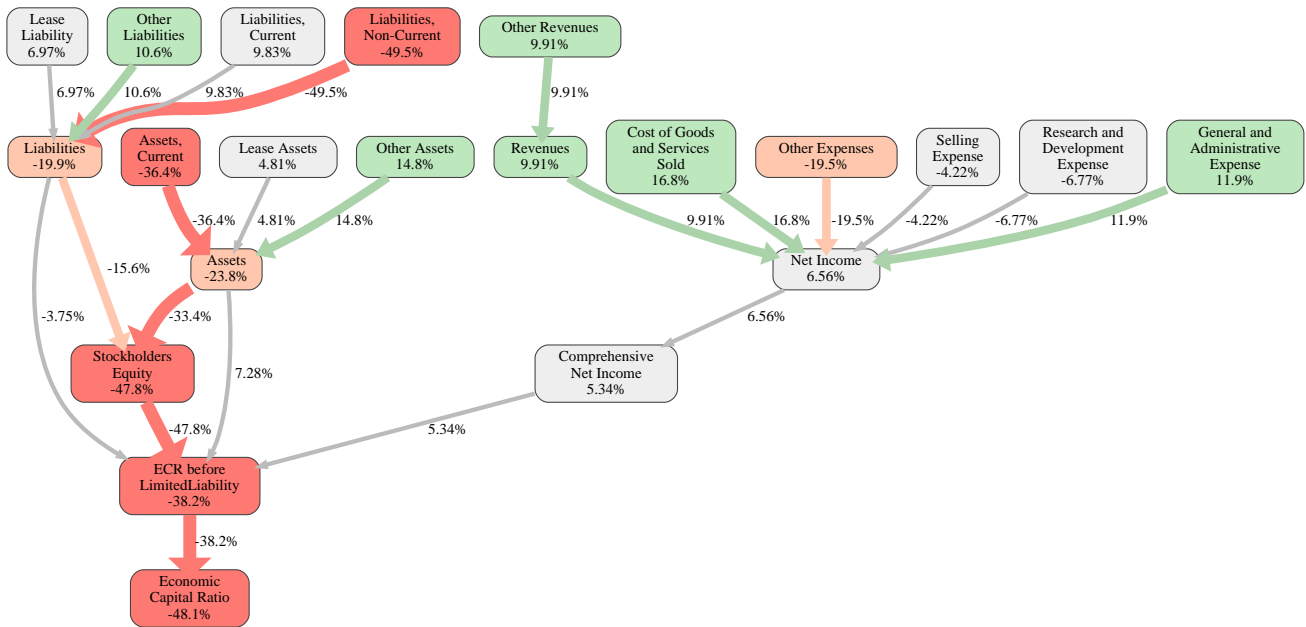 Lease
Liability
6.97%
Other
Liabilities
10.6%
Liabilities,
Current
9.83%
Liabilities,
Non-Current
-49.5%
Other Revenues
9.91%
6.97%
10.6%
9.83%
-49.5%
9.91%
Liabilities
-19.9%
Assets,
Current
-36.4%
Lease Assets
4.81%
Other Assets
14.8%
Revenues
9.91%
Cost of Goods
and Services
Sold
16.8%
Other Expenses
-19.5%
Selling
Expense
-4.22%
Research and
Development
Expense
-6.77%
General and
Administrative
Expense
11.9%
-36.4%
4.81%
14.8%
9.91%
16.8%
-19.5%
-4.22%
-6.77%
11.9%
Assets
-23.8%
Net Income
6.56%
-15.6%
-3.75%
-33.4%
7.28%
6.56%
Stockholders
Equity
-47.8%
Comprehensive
Net Income
5.34%
-47.8%
5.34%
ECR before
LimitedLiability
-38.2%
-38.2%
Economic
Capital Ratio
-48.1%